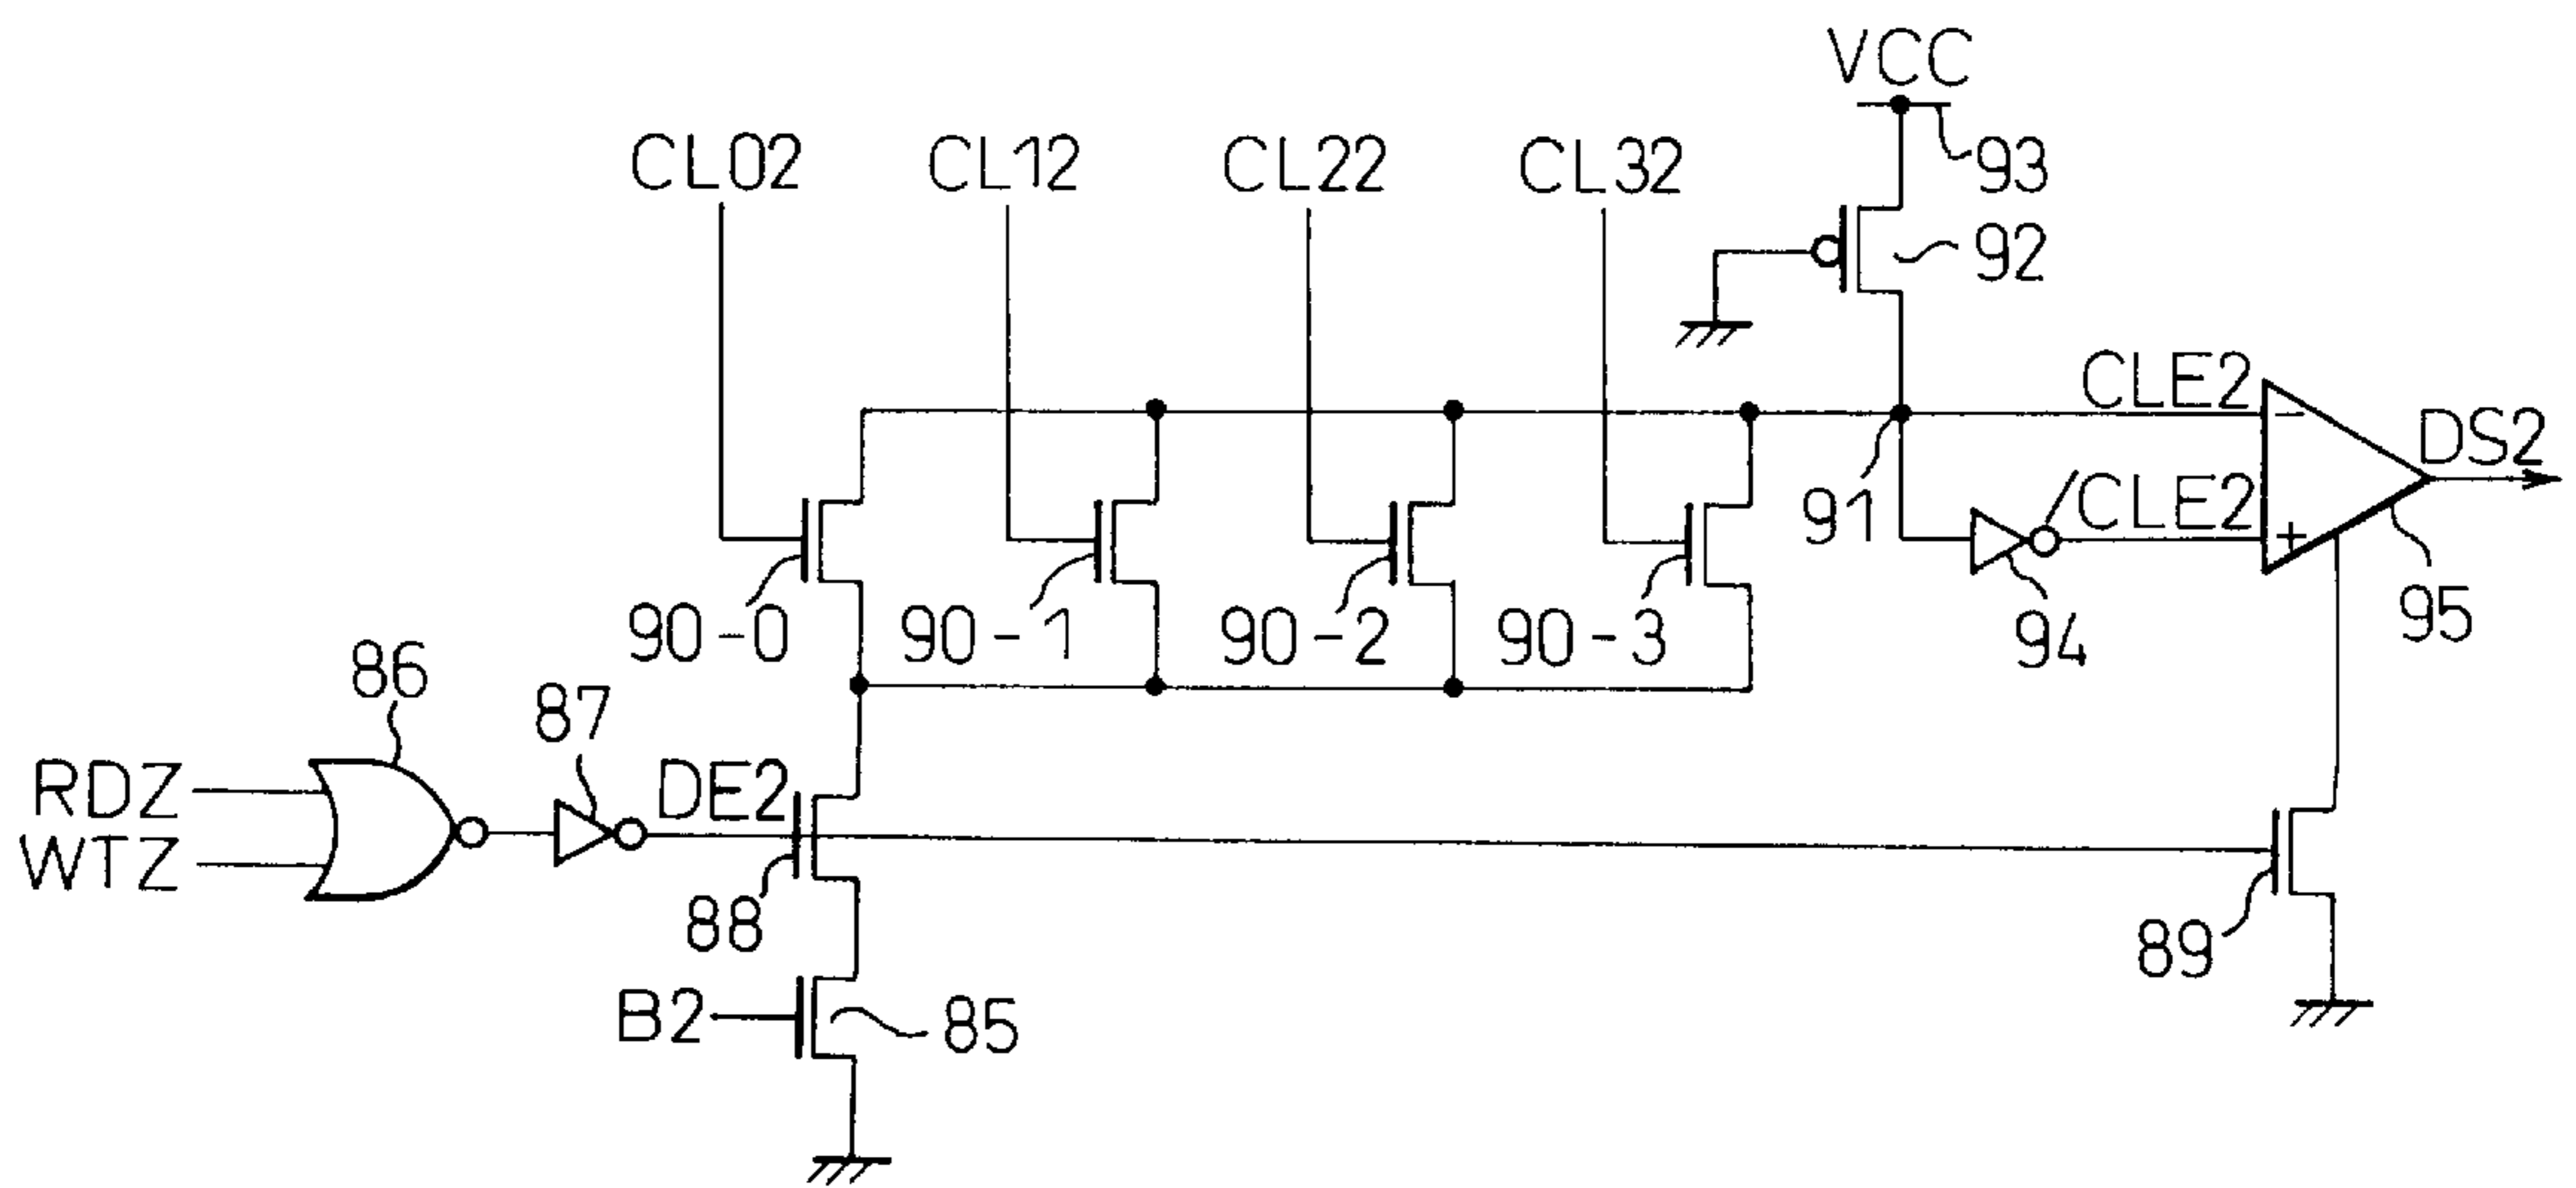 VCC
93
CL02 CL12 CL22 CL32
92
CLE2
−
DS2
91
/CLE2
+
94
95
90-0 90-1 90-2 90-3
86
87
RDZ
DE2
WTZ
88
89
B2
85